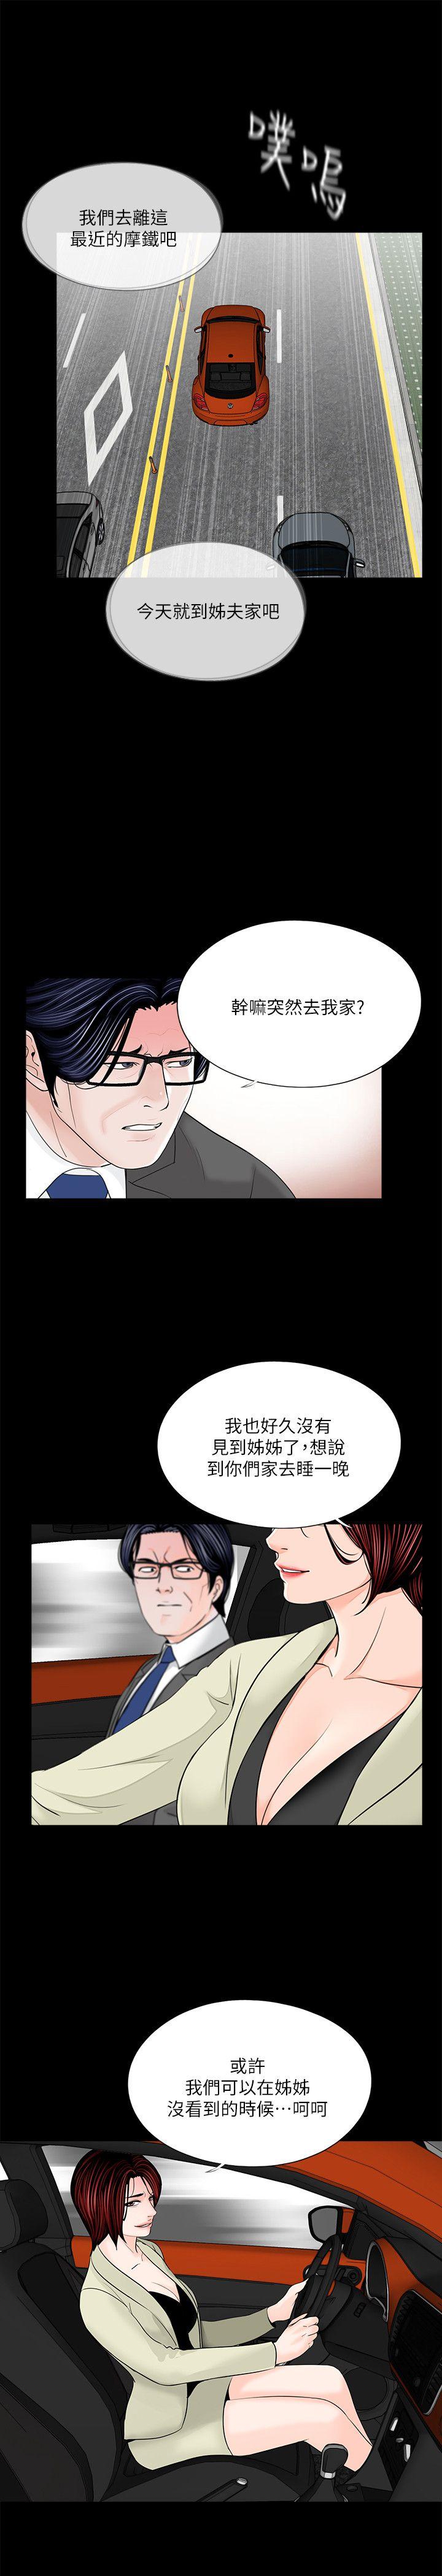 噗嗚
我們去離這
最近的摩鐵吧
今天就到姊夫家吧
幹嘛突然去我家?
我也好久沒有
見到姊姊了,想說
到你們家去睡一晚
或許
我們可以在姊姊
沒看到的時候…呵呵